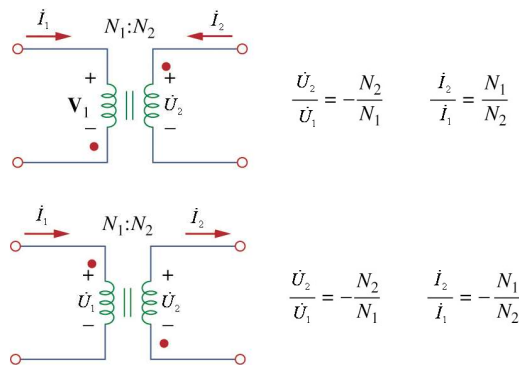 İ₁ N₁:N₂ İ₂
+ +
V₁ U̇₂
− −
U̇₂/U̇₁ = −N₂/N₁ İ₂/İ₁ = N₁/N₂
İ₁ N₁:N₂ İ₂
+ +
U̇₁ U̇₂
− −
U̇₂/U̇₁ = −N₂/N₁ İ₂/İ₁ = −N₁/N₂